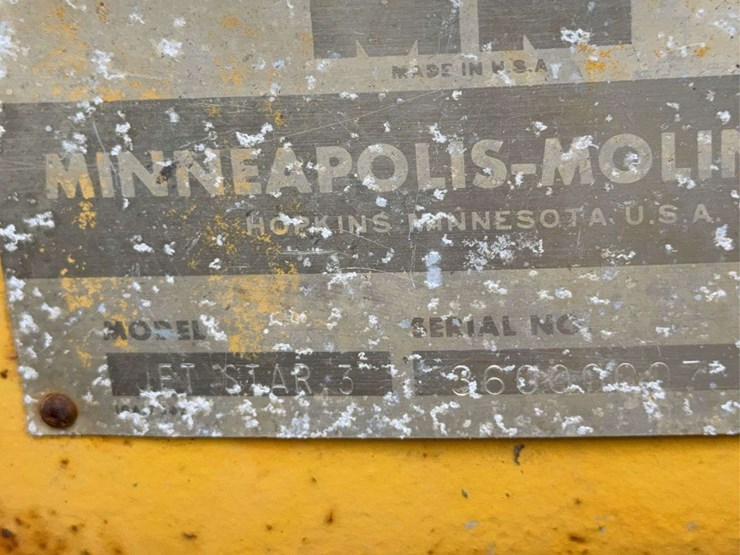 MADE IN U.S.A.
MINNEAPOLIS-MOLIN
HOPKINS MINNESOTA U.S.A.
MODEL SERIAL NO.
JET STAR 3